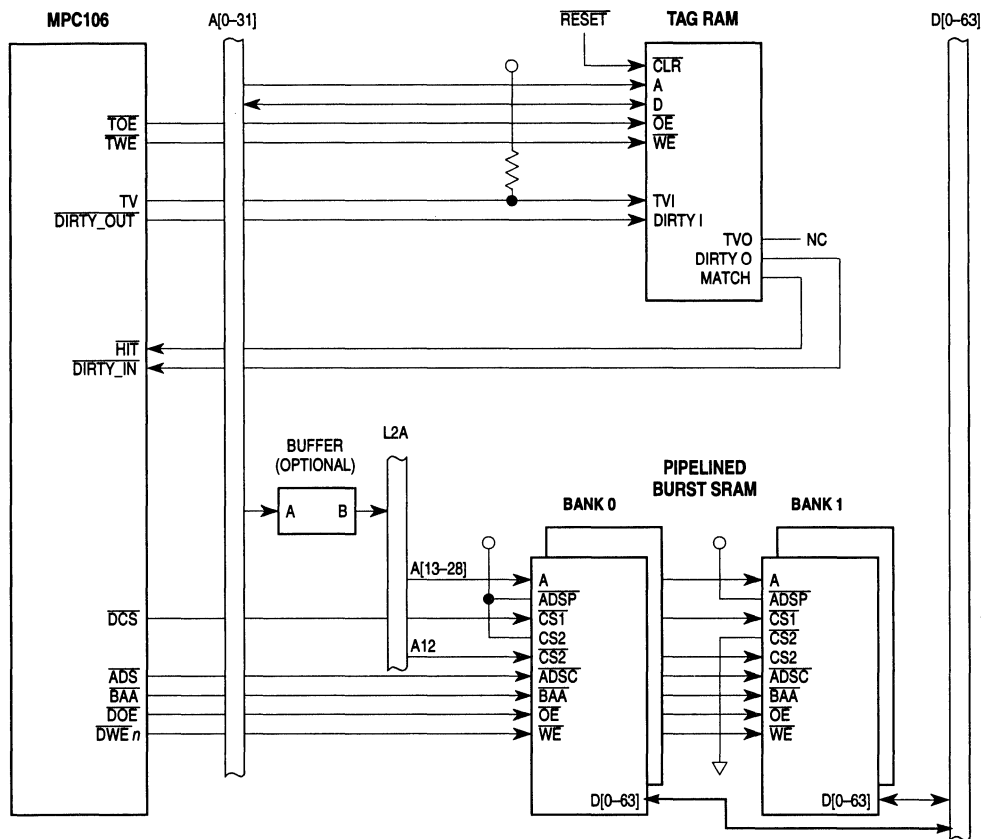 MPC106
A[0–31]
RESET
TAG RAM
D[0–63]
CLR
A
D
TOE
OE
TWE
WE
TV
TVI
DIRTY_OUT
DIRTY I
TVO
NC
DIRTY O
MATCH
HIT
DIRTY_IN
BUFFER
(OPTIONAL)
L2A
A B
PIPELINED
BURST SRAM
BANK 0
BANK 1
A[13–28]
A
A
ADSP
ADSP
DCS
CS1
CS1
CS2
CS2
A12
CS2
CS2
ADS
ADSC
ADSC
BAA
BAA
BAA
DOE
OE
OE
DWE n
WE
WE
D[0–63]
D[0–63]